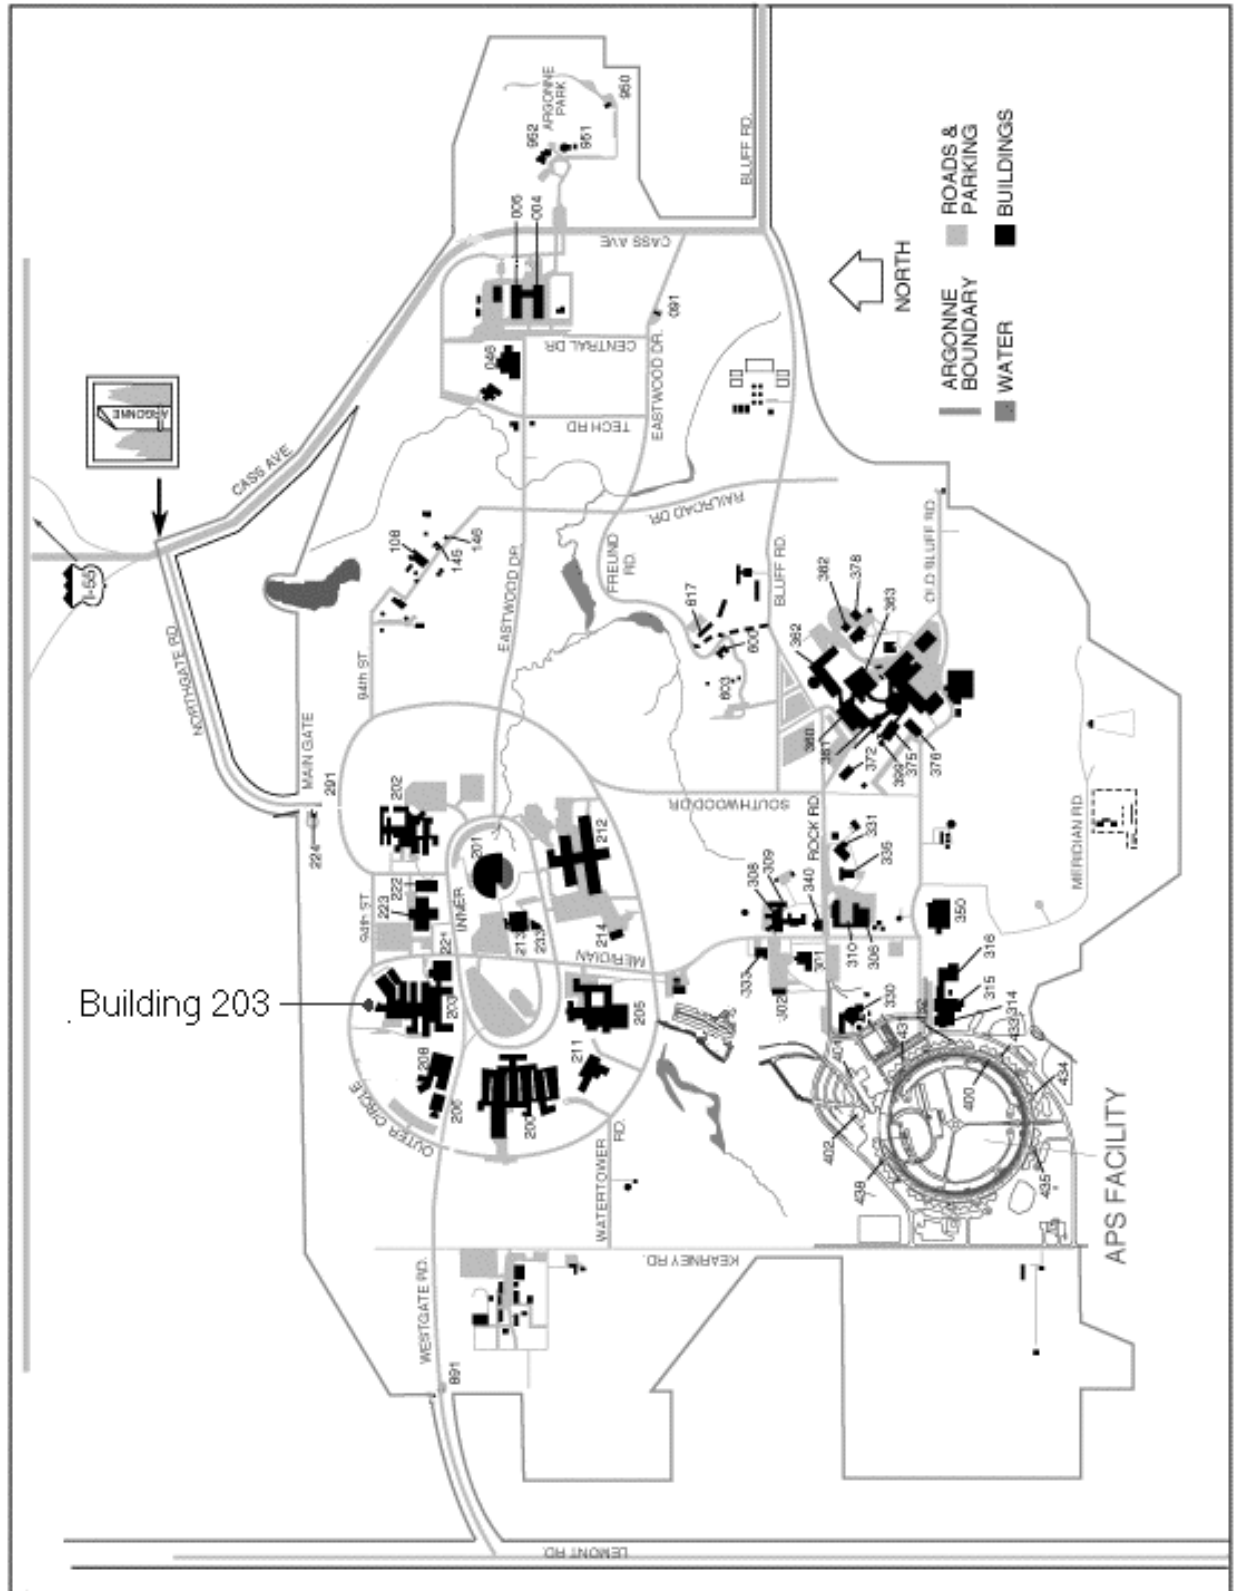 ARGONNE
PARK
950
952
951
BLUFF RD.
005
004
CASS AVE
091
CENTRAL DR
046
EASTWOOD DR.
TECH RD
NORTH
ARGONNE
BOUNDARY
ROADS &
PARKING
WATER
BUILDINGS
ARGONNE
CASS AVE.
I-55
NORTHGATE RD.
108
145
146
RAILROAD DR.
EASTWOOD DR.
FREUND
RD.
94th ST
617
600
603
BLUFF RD.
OLD BLUFF RD.
382
378
363
362
360
361
372
399
375
376
MAIN GATE
291
224
202
201
212
SOUTHWOOD DR.
ROCK RD
331
335
MERIDIAN RD.
94th ST
222
223
221
INNER
213
233
214
MERIDIAN
308
309
340
310
306
350
333
302
301
330
316
315
314
Building 203
203
205
208
206
200
211
OUTER CIRCLE
WATERTOWER
RD.
401
431
400
433
434
402
438
435
APS FACILITY
KEARNEY RD.
WESTGATE RD.
891
LEMONT RD.